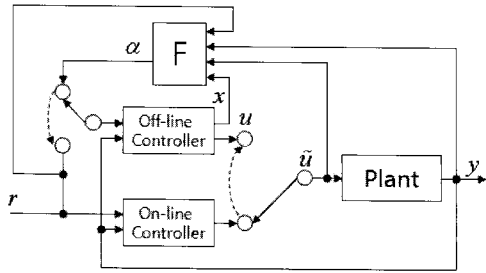 α
F
x
u
Off-line
Controller
ũ
Plant
y
r
On-line
Controller